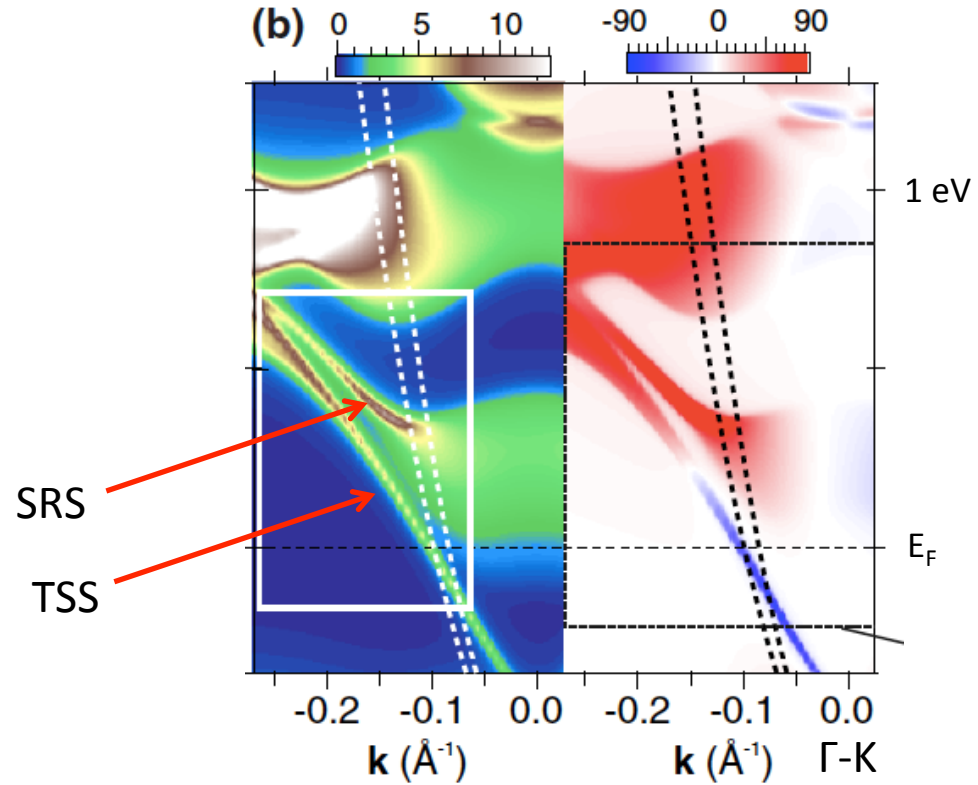 (b)
0 5 10
-90 0 90
1 eV
SRS
TSS
E_F
-0.2 -0.1 0.0
-0.2 -0.1 0.0
k (Å⁻¹)
k (Å⁻¹)
Γ-K